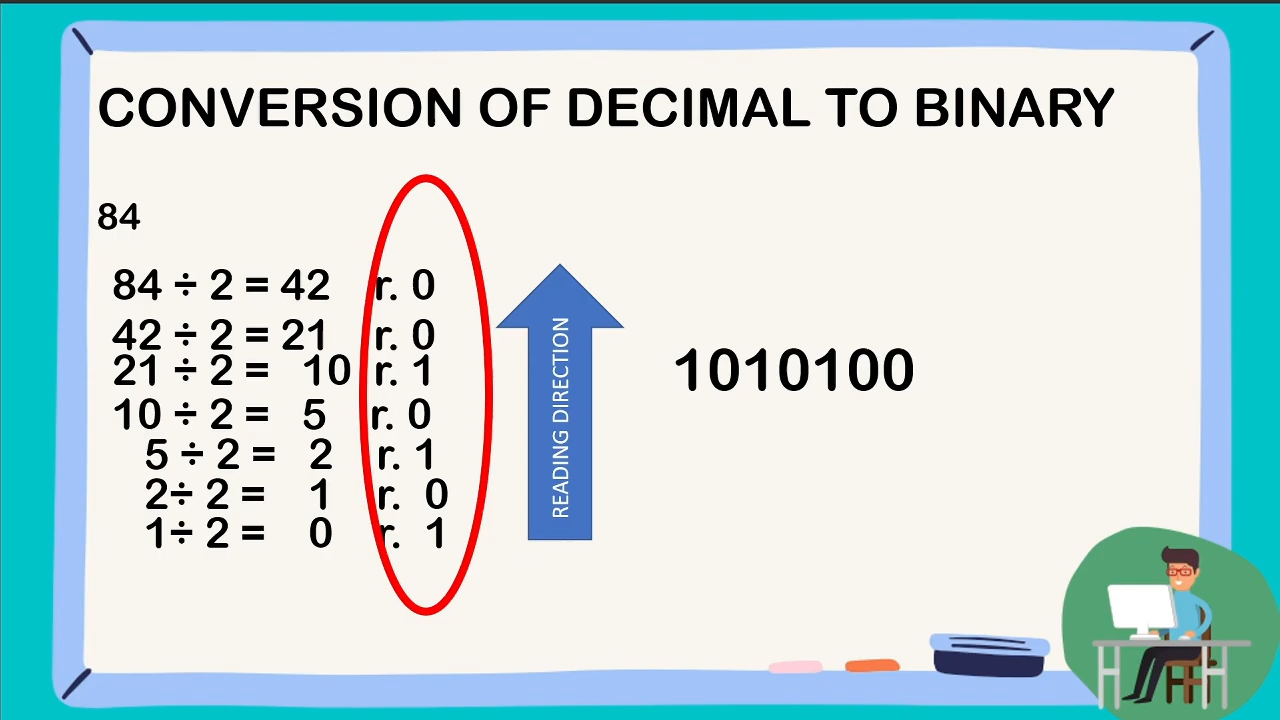 CONVERSION OF DECIMAL TO BINARY
84
84 ÷ 2 = 42 r. 0
42 ÷ 2 = 21 r. 0
21 ÷ 2 = 10 r. 1
10 ÷ 2 = 5 r. 0
5 ÷ 2 = 2 r. 1
2÷ 2 = 1 r. 0
1÷ 2 = 0 r. 1
READING DIRECTION
1010100